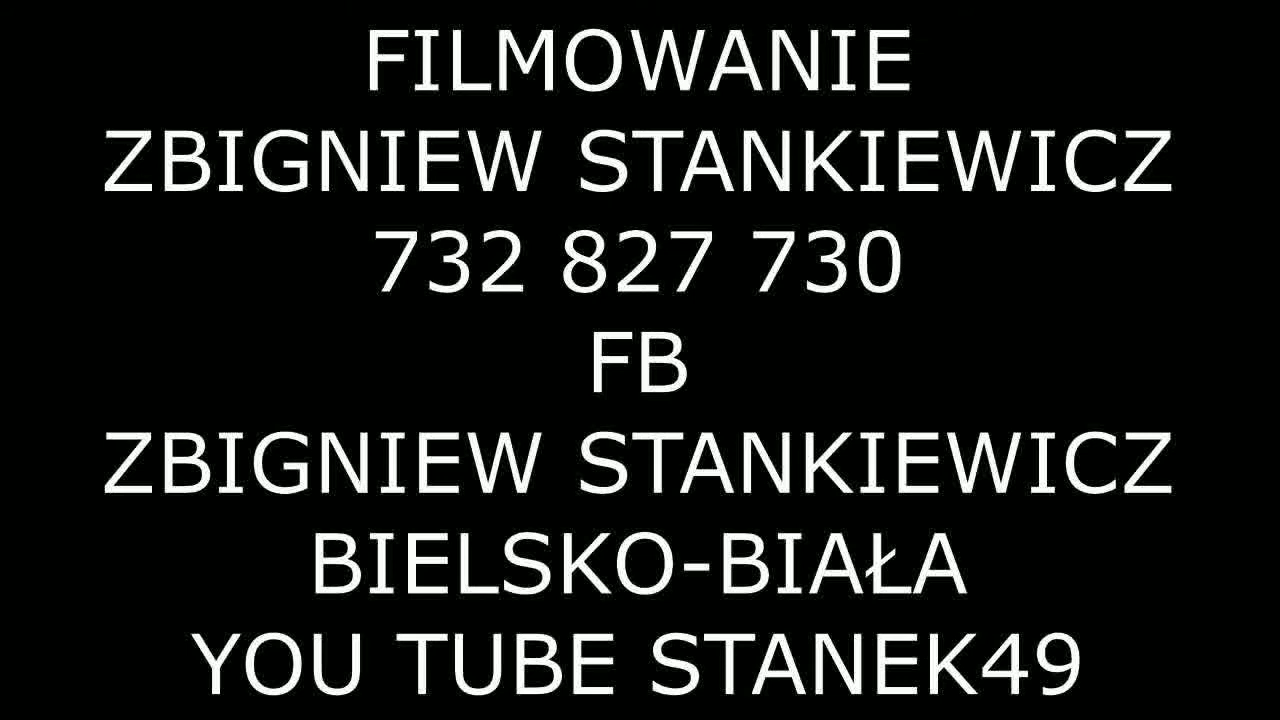 FILMOWANIE
ZBIGNIEW STANKIEWICZ
732 827 730
FB
ZBIGNIEW STANKIEWICZ
BIELSKO-BIAŁA
YOU TUBE STANEK49